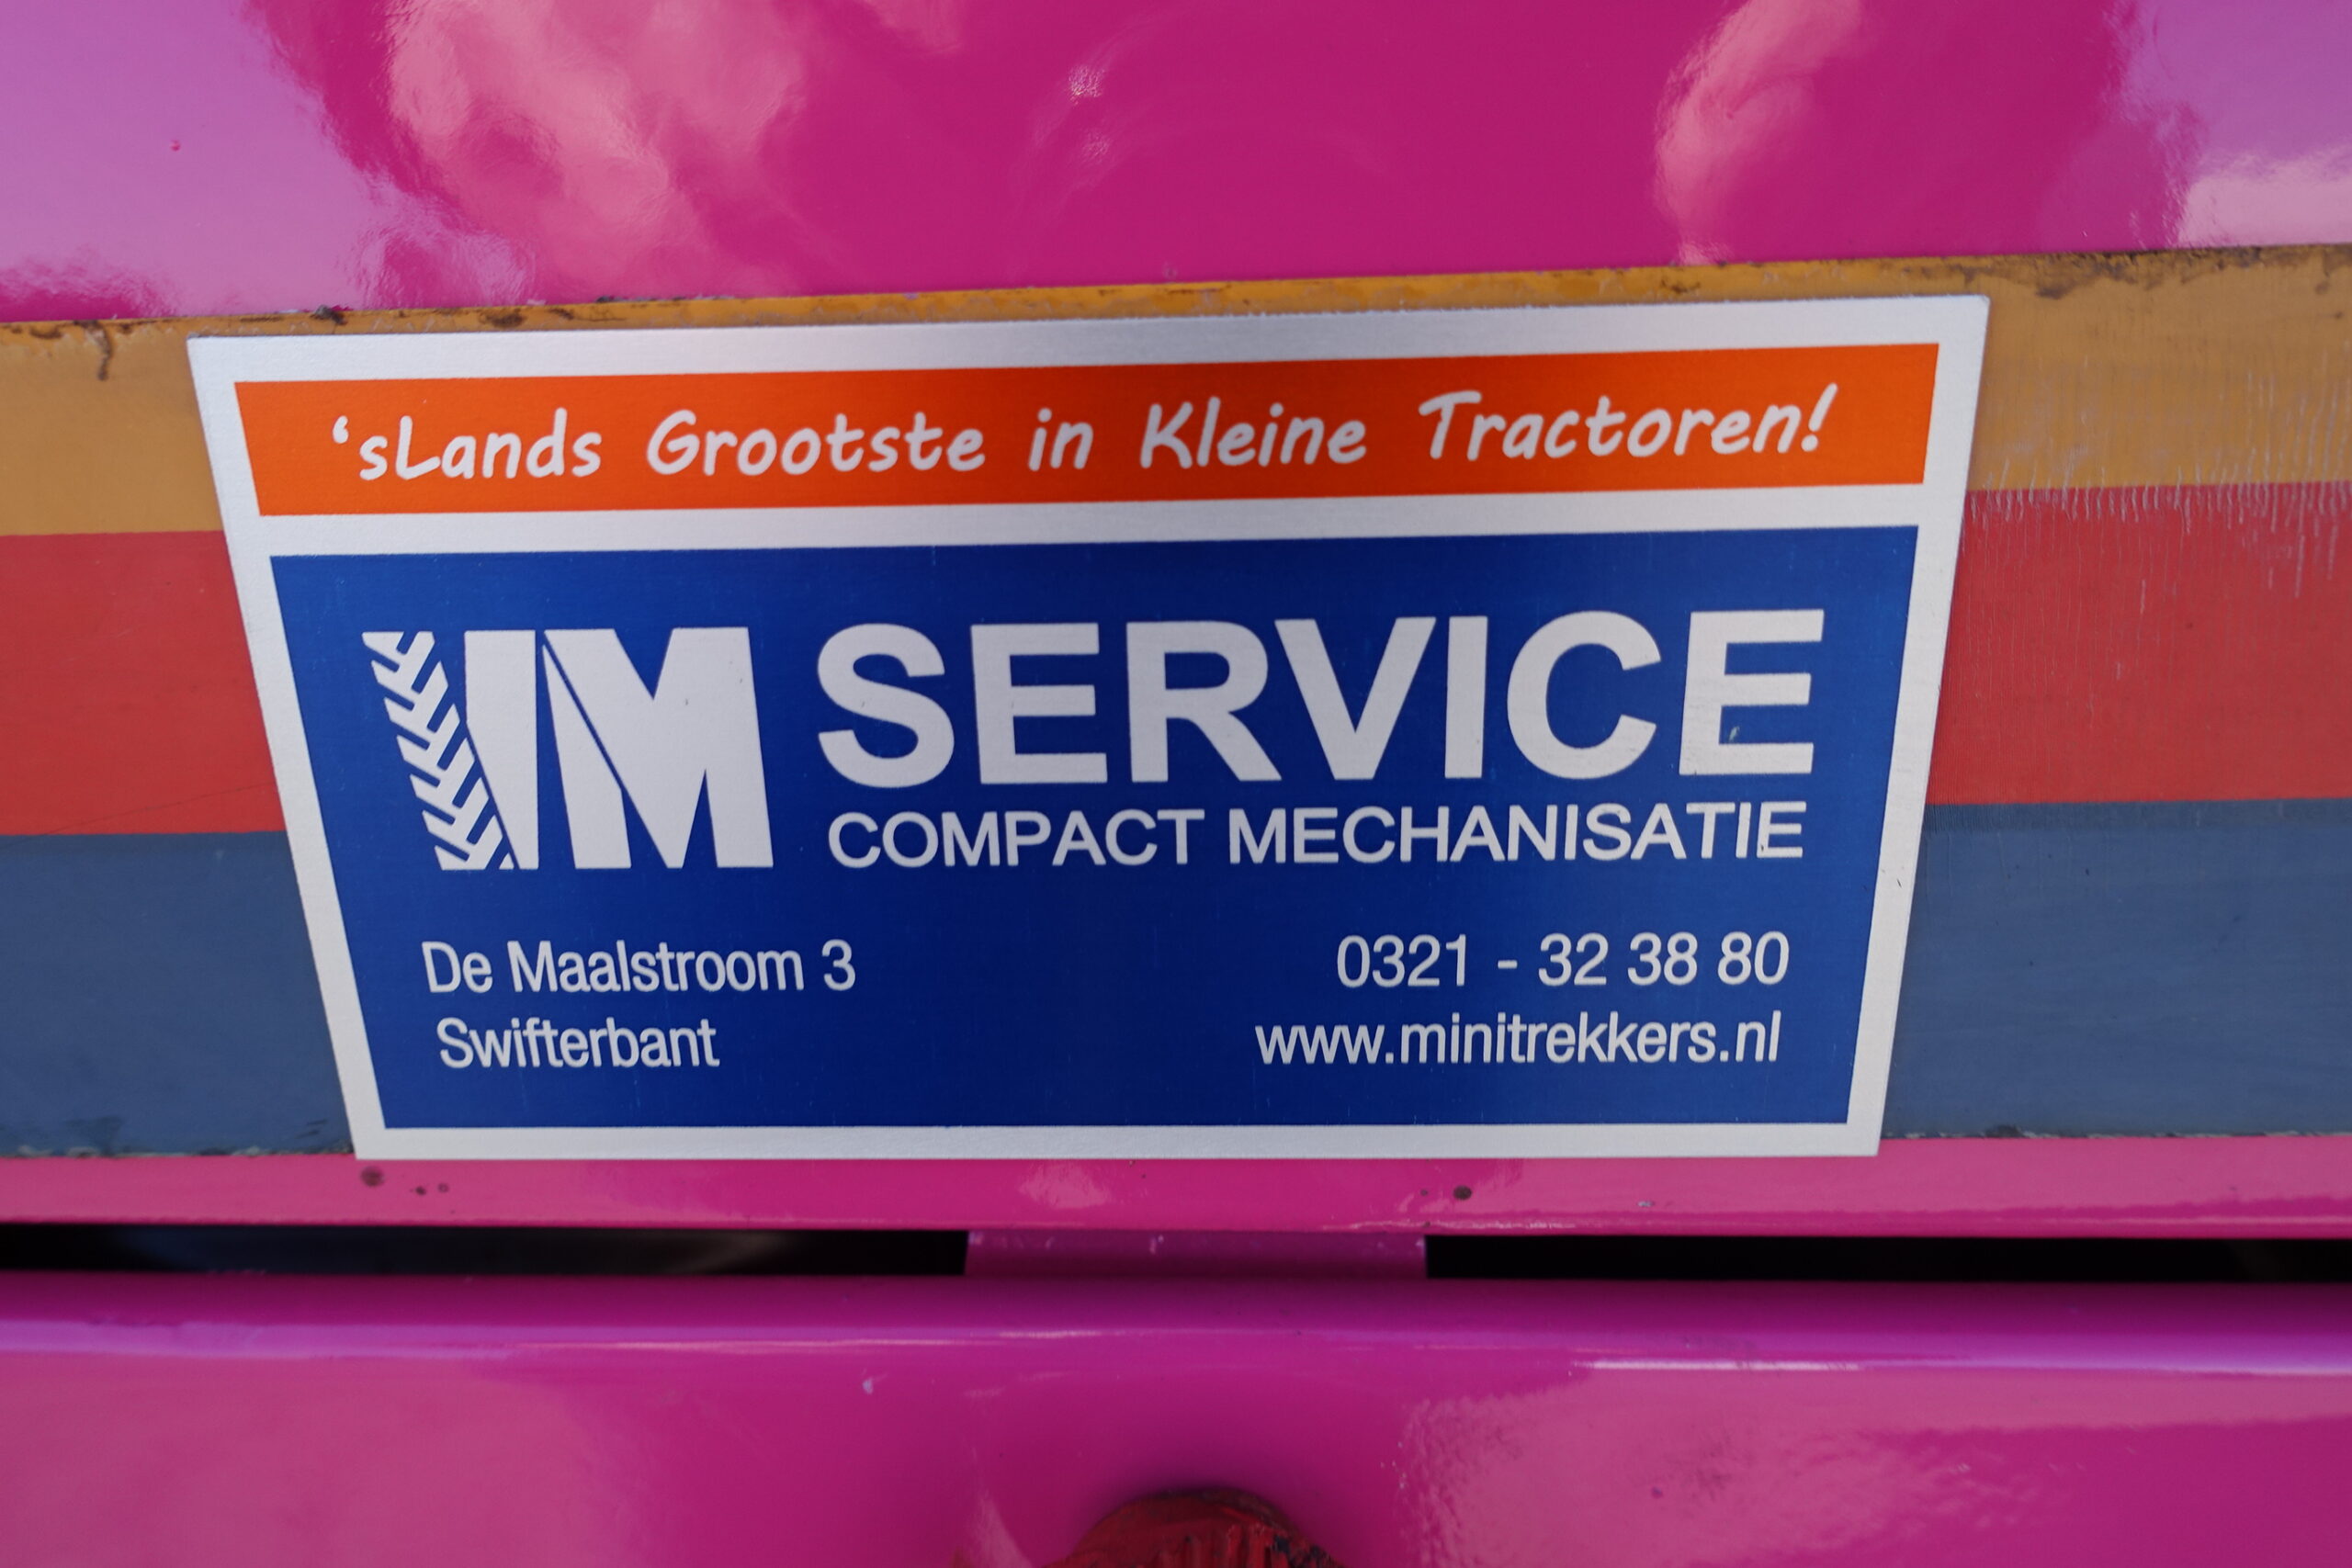 ‘sLands Grootste in Kleine Tractoren!
IM SERVICE
COMPACT MECHANISATIE
De Maalstroom 3
0321 - 32 38 80
Swifterbant
www.minitrekkers.nl